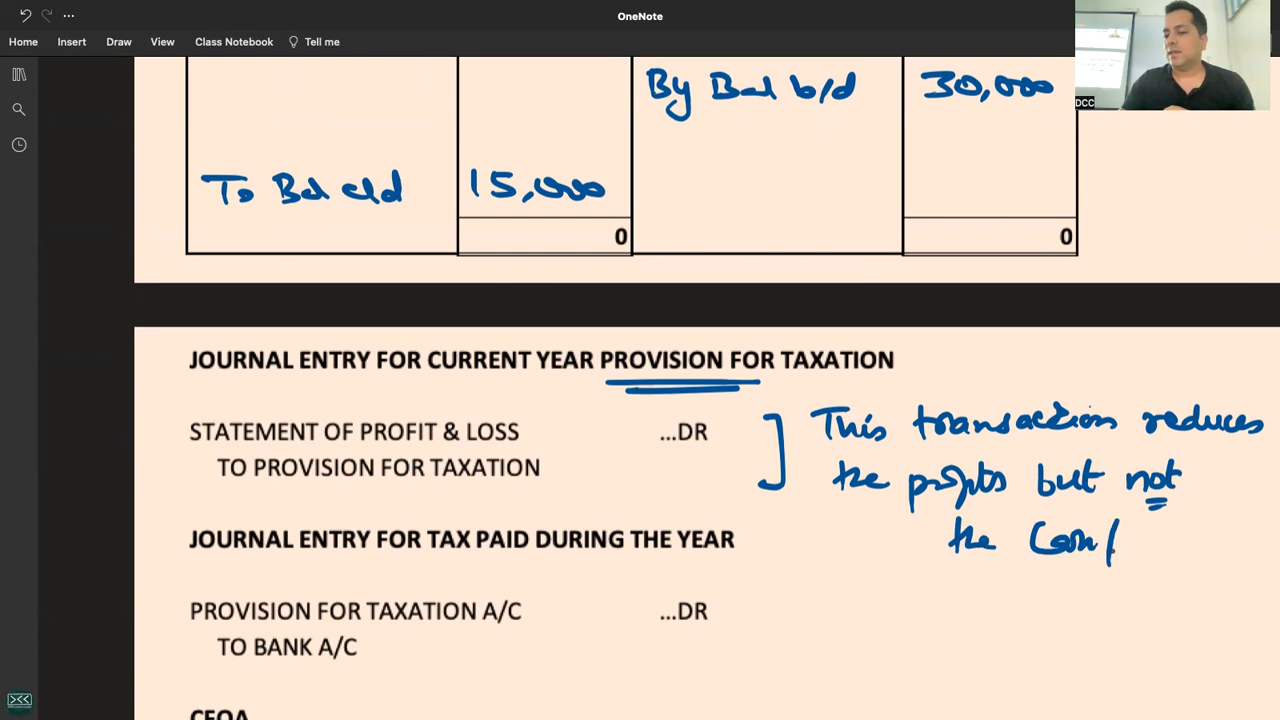 OneNote
Home Insert Draw View Class Notebook Tell me
DCC
By Bal b/d 30,000
To Bal c/d 15,000
0 0
JOURNAL ENTRY FOR CURRENT YEAR PROVISION FOR TAXATION
STATEMENT OF PROFIT & LOSS ...DR
TO PROVISION FOR TAXATION
This transaction reduces
the profits but not
the Cash/
JOURNAL ENTRY FOR TAX PAID DURING THE YEAR
PROVISION FOR TAXATION A/C ...DR
TO BANK A/C
CFOA